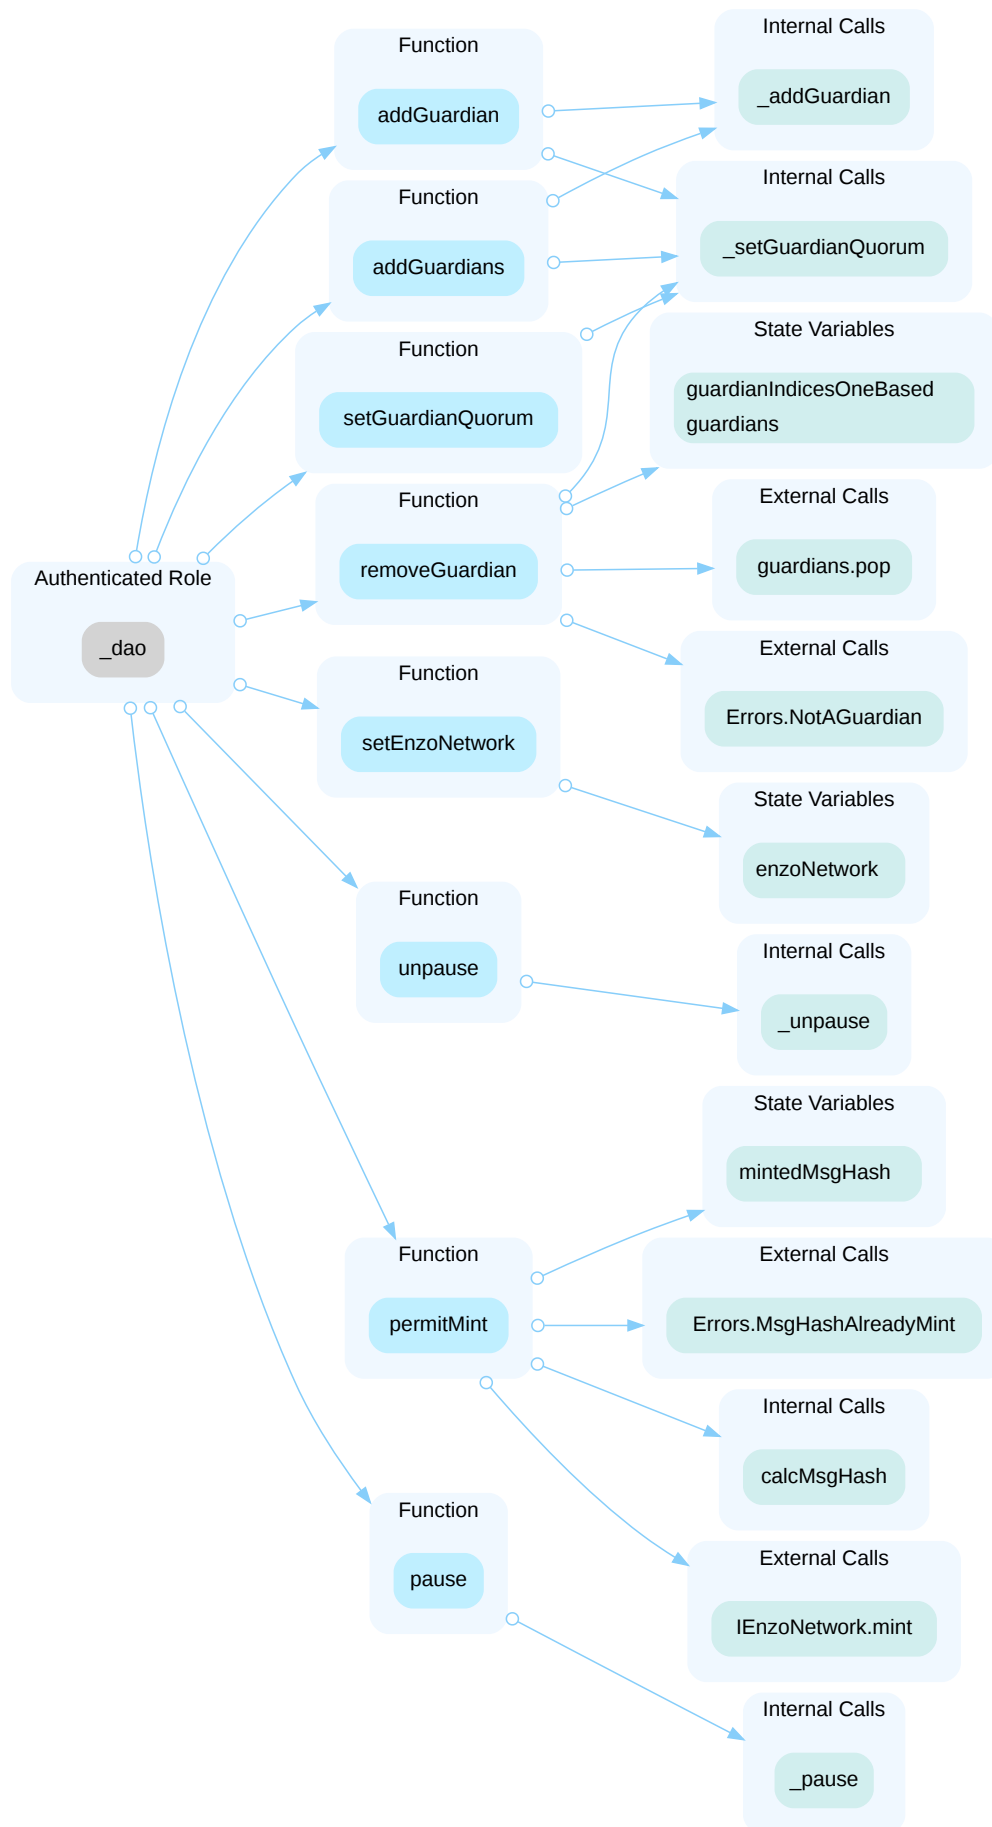 Authenticated Role
_dao
Function
addGuardian
Function
addGuardians
Function
setGuardianQuorum
Function
removeGuardian
Function
setEnzoNetwork
Function
unpause
Function
permitMint
Function
pause
Internal Calls
_addGuardian
Internal Calls
_setGuardianQuorum
State Variables
guardianIndicesOneBased
guardians
External Calls
guardians.pop
External Calls
Errors.NotAGuardian
State Variables
enzoNetwork
Internal Calls
_unpause
State Variables
mintedMsgHash
External Calls
Errors.MsgHashAlreadyMint
Internal Calls
calcMsgHash
External Calls
IEnzoNetwork.mint
Internal Calls
_pause